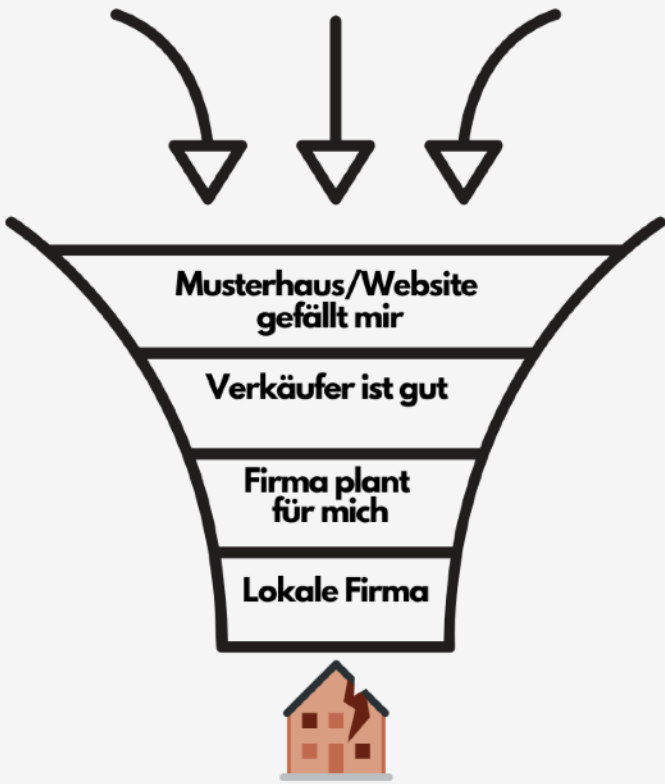 Musterhaus/Website
gefällt mir
Verkäufer ist gut
Firma plant
für mich
Lokale Firma